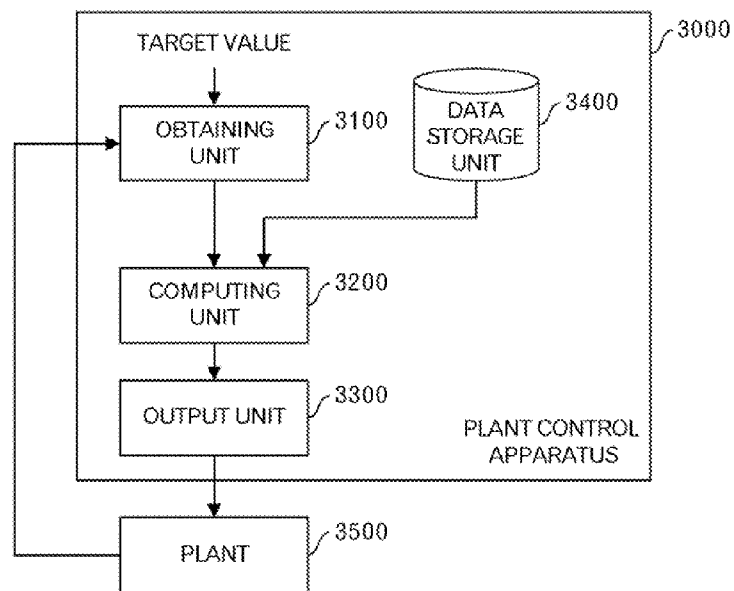 3000
TARGET VALUE
OBTAINING
UNIT
3100
DATA
STORAGE
UNIT
3400
COMPUTING
UNIT
3200
OUTPUT UNIT
3300
PLANT CONTROL
APPARATUS
PLANT
3500